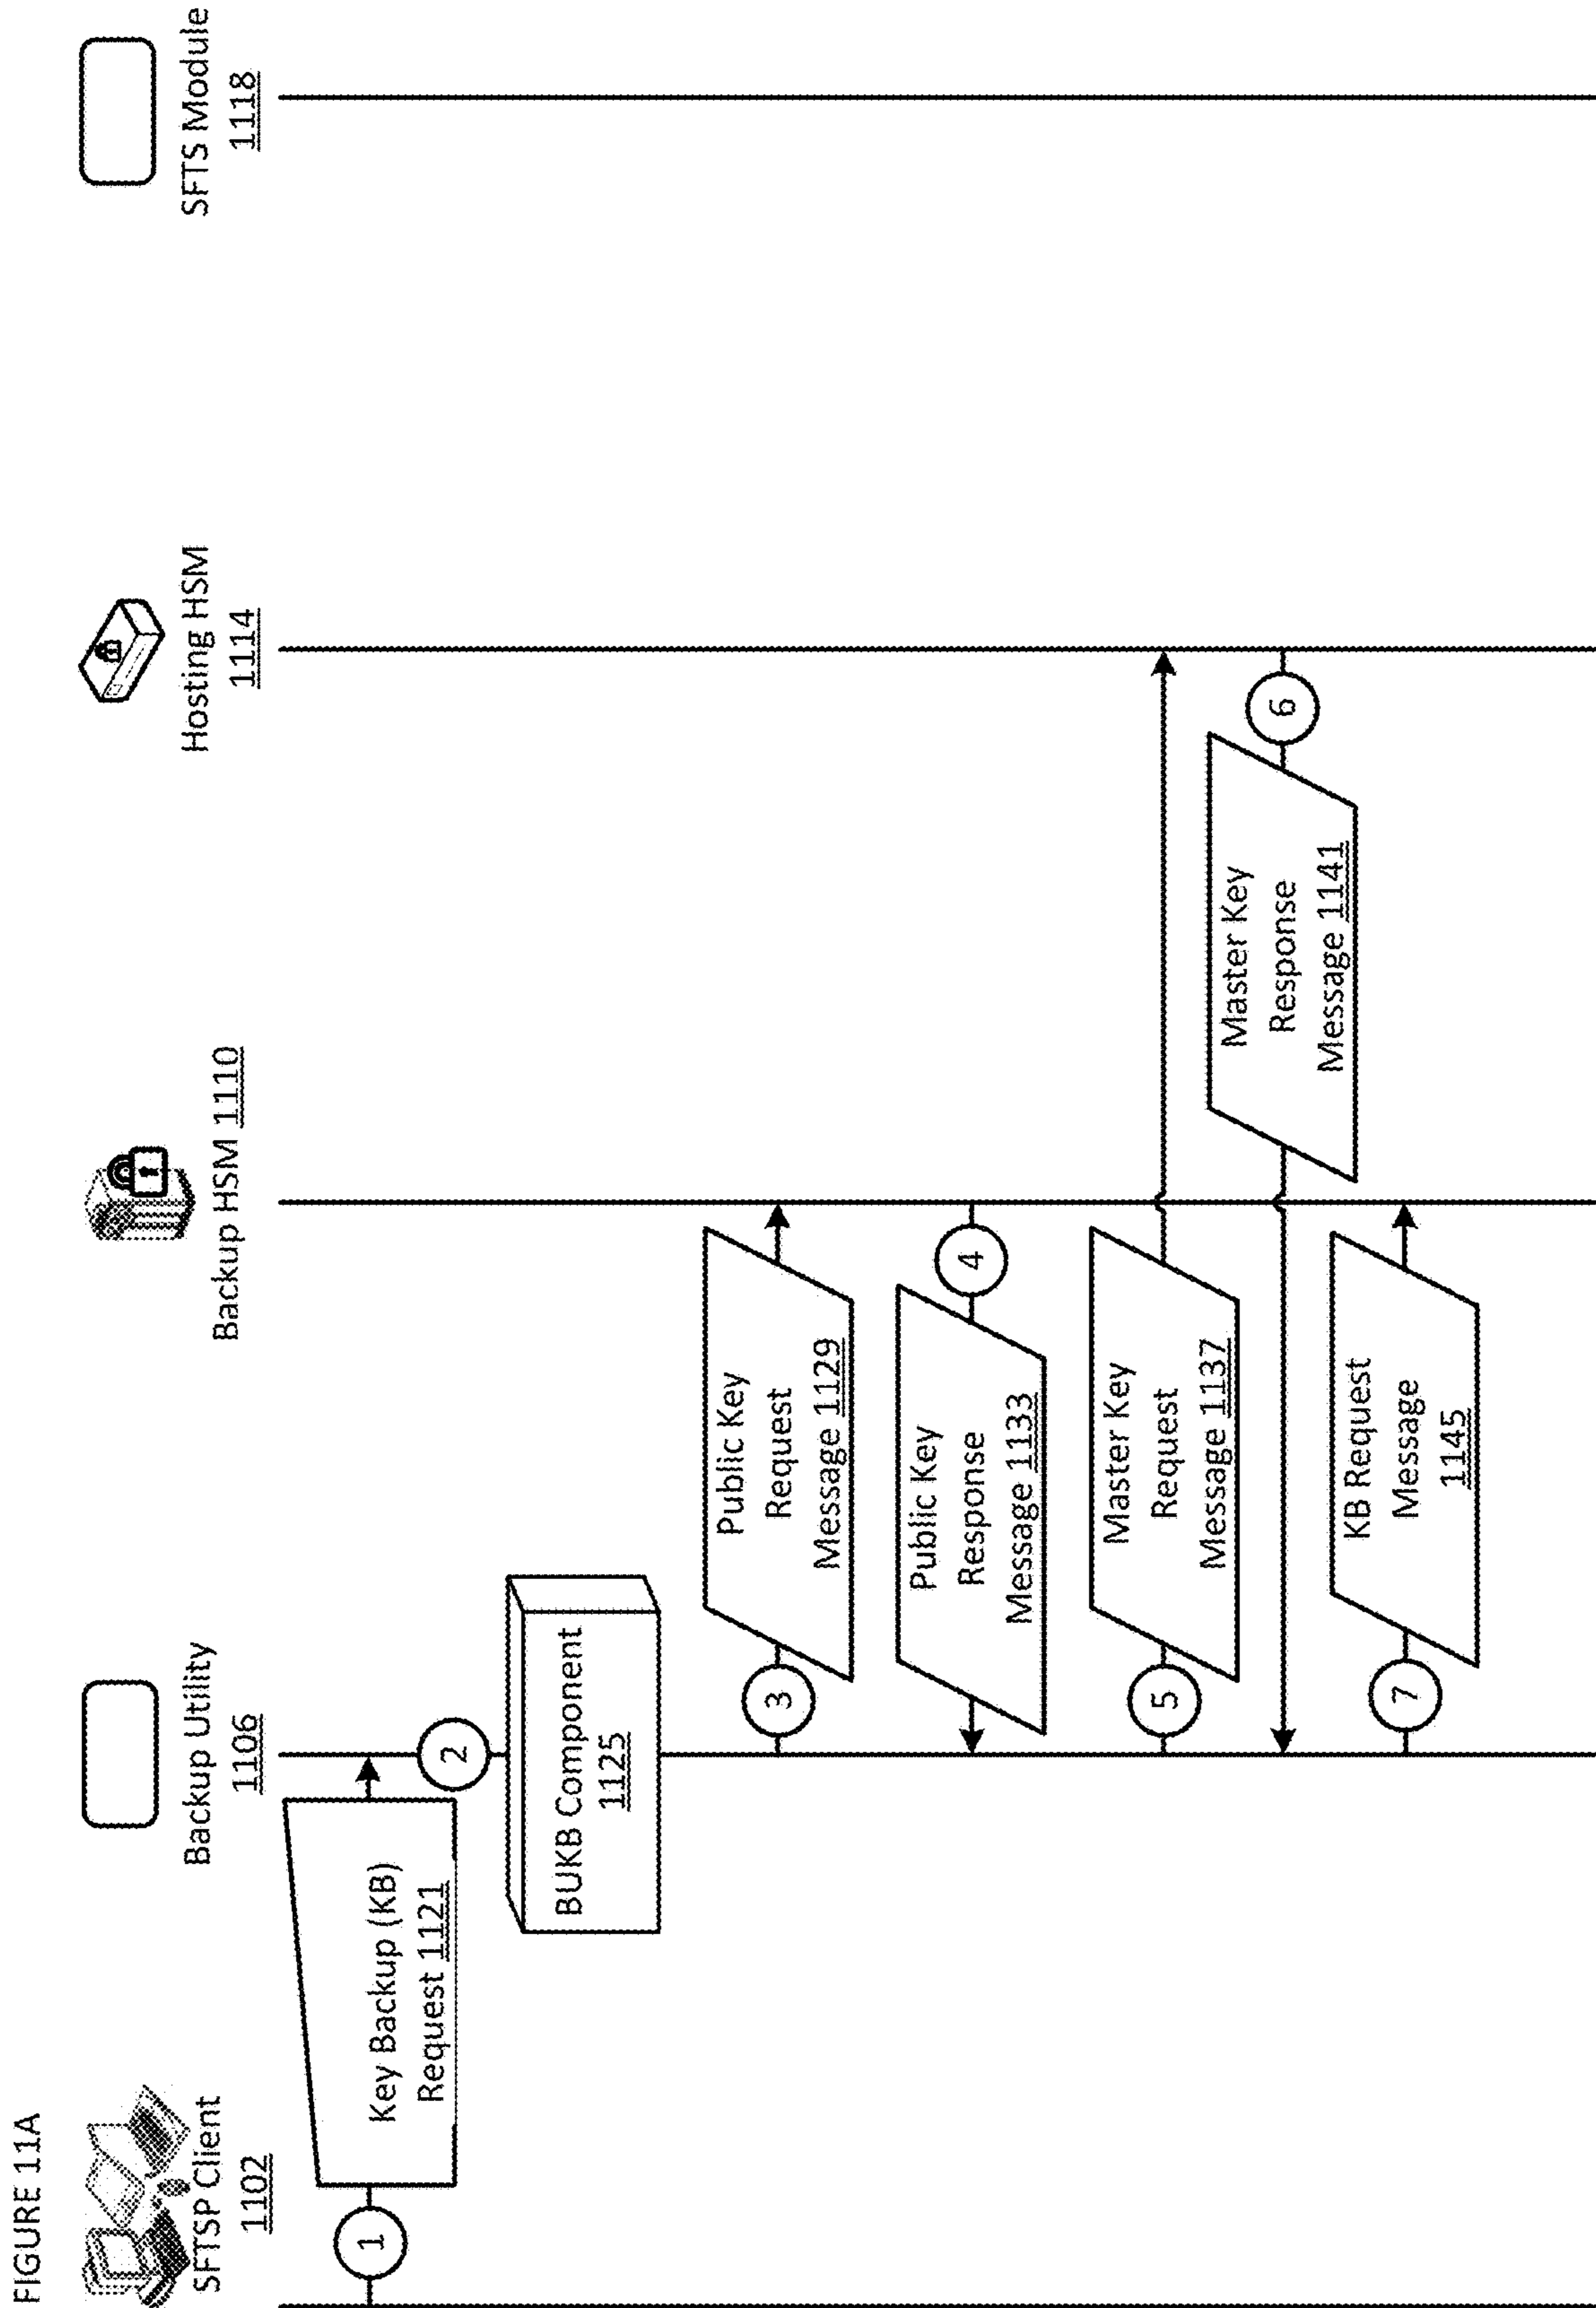 FIGURE 11A
SFTSP Client
1102
Backup Utility
1106
Backup HSM 1110
Hosting HSM
1114
SFTS Module
1118
1
Key Backup (KB)
Request 1121
2
BUKB Component
1125
3
Public Key
Request
Message 1129
4
Public Key
Response
Message 1133
5
Master Key
Request
Message 1137
6
Master Key
Response
Message 1141
7
KB Request
Message
1145